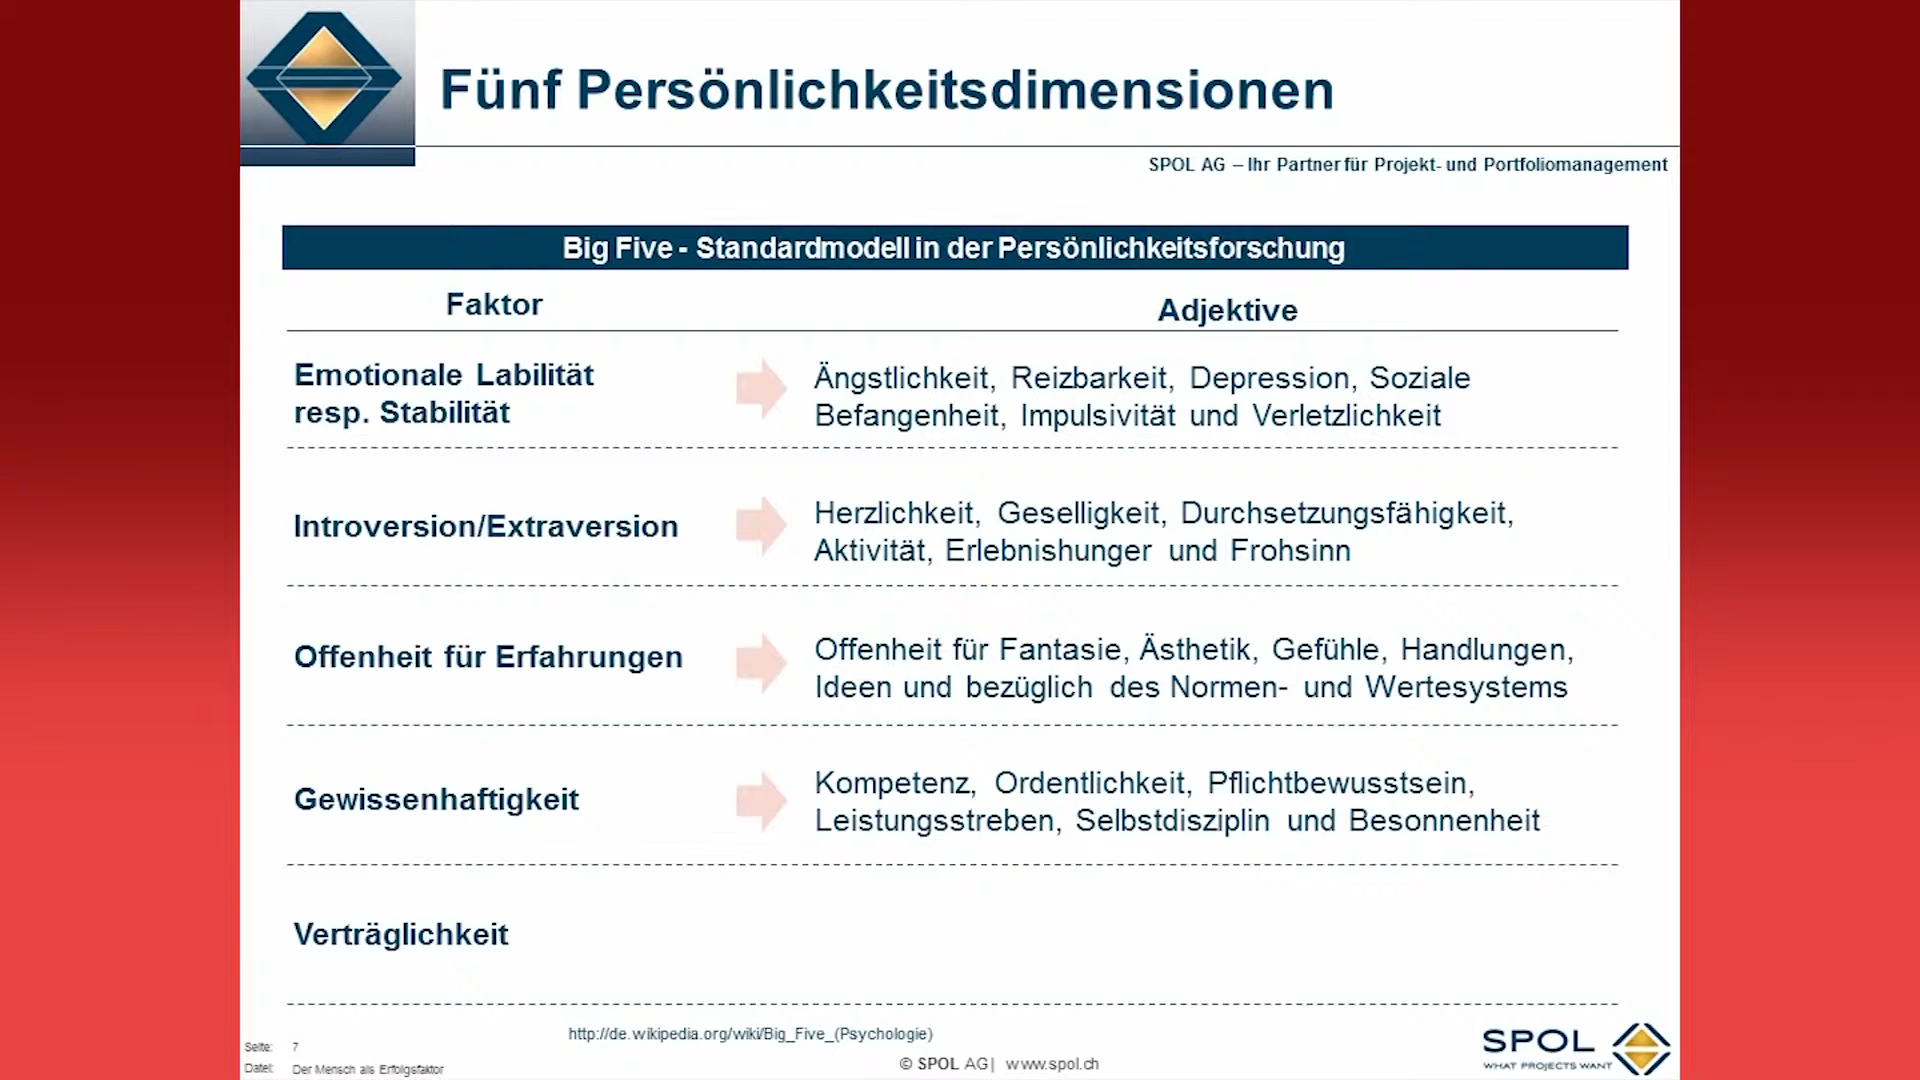 Fünf Persönlichkeitsdimensionen
SPOL AG – Ihr Partner für Projekt- und Portfoliomanagement
Big Five - Standardmodell in der Persönlichkeitsforschung
Faktor
Adjektive
Emotionale Labilität
resp. Stabilität
Ängstlichkeit, Reizbarkeit, Depression, Soziale
Befangenheit, Impulsivität und Verletzlichkeit
Introversion/Extraversion
Herzlichkeit, Geselligkeit, Durchsetzungsfähigkeit,
Aktivität, Erlebnishunger und Frohsinn
Offenheit für Erfahrungen
Offenheit für Fantasie, Ästhetik, Gefühle, Handlungen,
Ideen und bezüglich des Normen- und Wertesystems
Gewissenhaftigkeit
Kompetenz, Ordentlichkeit, Pflichtbewusstsein,
Leistungsstreben, Selbstdisziplin und Besonnenheit
Verträglichkeit
http://de.wikipedia.org/wiki/Big_Five_(Psychologie)
Seite: 7
Datei: Der Mensch als Erfolgsfaktor
© SPOL AG | www.spol.ch
SPOL
WHAT PROJECTS WANT